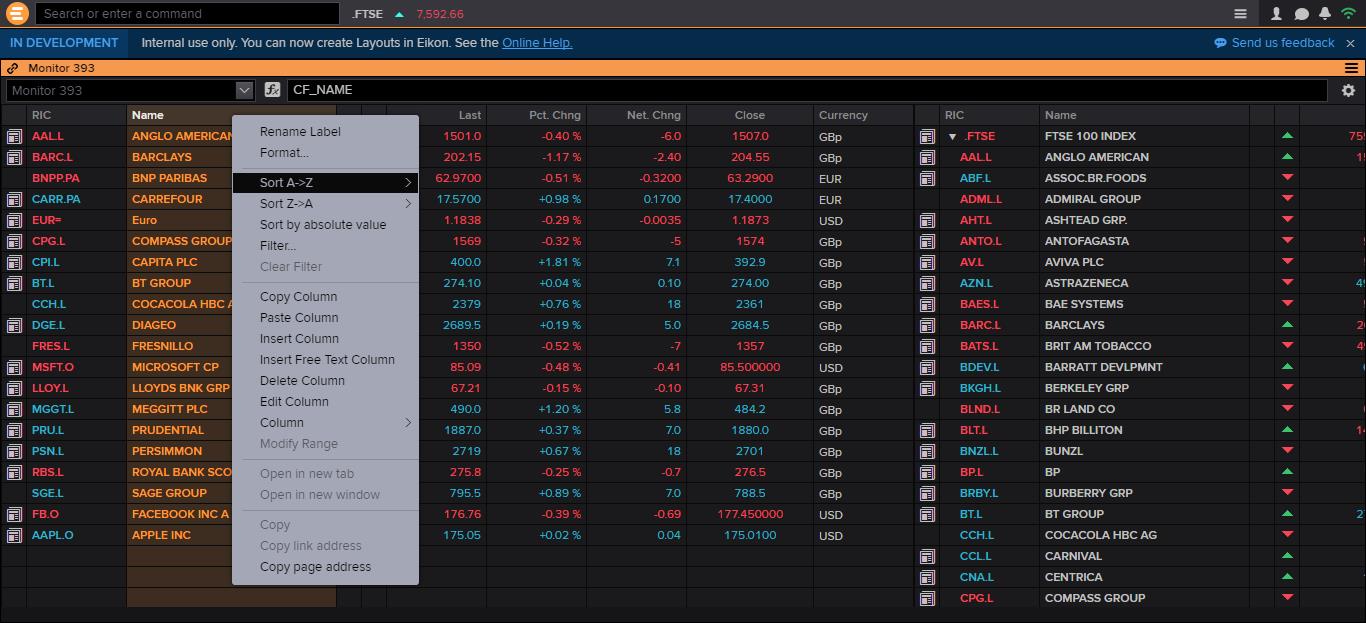 Search or enter a command .FTSE 7,592.66
IN DEVELOPMENT Internal use only. You can now create Layouts in Eikon. See the Online Help. Send us feedback
Monitor 393
Monitor 393 fx CF_NAME
RIC Name Last Pct. Chng Net. Chng Close Currency RIC Name
AAL.L ANGLO AMERICAN 1501.0 -0.40 % -6.0 1507.0 GBp .FTSE FTSE 100 INDEX
BARC.L BARCLAYS 202.15 -1.17 % -2.40 204.55 GBp AAL.L ANGLO AMERICAN
BNPP.PA BNP PARIBAS 62.9700 -0.51 % -0.3200 63.2900 EUR ABF.L ASSOC.BR.FOODS
CARR.PA CARREFOUR 17.5700 +0.98 % 0.1700 17.4000 EUR ADML.L ADMIRAL GROUP
EUR= Euro 1.1838 -0.29 % -0.0035 1.1873 USD AHT.L ASHTEAD GRP.
CPG.L COMPASS GROUP 1569 -0.32 % -5 1574 GBp ANTO.L ANTOFAGASTA
CPI.L CAPITA PLC 400.0 +1.81 % 7.1 392.9 GBp AV.L AVIVA PLC
BT.L BT GROUP 274.10 +0.04 % 0.10 274.00 GBp AZN.L ASTRAZENECA
CCH.L COCACOLA HBC 2379 +0.76 % 18 2361 GBp BAES.L BAE SYSTEMS
DGE.L DIAGEO 2689.5 +0.19 % 5.0 2684.5 GBp BARC.L BARCLAYS
FRES.L FRESNILLO 1350 -0.52 % -7 1357 GBp BATS.L BRIT AM TOBACCO
MSFT.O MICROSOFT CP 85.09 -0.48 % -0.41 85.500000 USD BDEV.L BARRATT DEVLPMNT
LLOY.L LLOYDS BNK GRP 67.21 -0.15 % -0.10 67.31 GBp BKGH.L BERKELEY GRP
MGGT.L MEGGITT PLC 490.0 +1.20 % 5.8 484.2 GBp BLND.L BR LAND CO
PRU.L PRUDENTIAL 1887.0 +0.37 % 7.0 1880.0 GBp BLT.L BHP BILLITON
PSN.L PERSIMMON 2719 +0.67 % 18 2701 GBp BNZL.L BUNZL
RBS.L ROYAL BANK SCO 275.8 -0.25 % -0.7 276.5 GBp BP.L BP
SGE.L SAGE GROUP 795.5 +0.89 % 7.0 788.5 GBp BRBY.L BURBERRY GRP
FB.O FACEBOOK INC A 176.76 -0.39 % -0.69 177.450000 USD BT.L BT GROUP
AAPL.O APPLE INC 175.05 +0.02 % 0.04 175.0100 USD CCH.L COCACOLA HBC AG
CCL.L CARNIVAL
CNA.L CENTRICA
CPG.L COMPASS GROUP
Rename Label
Format...
Sort A->Z
Sort Z->A
Sort by absolute value
Filter...
Clear Filter
Copy Column
Paste Column
Insert Column
Insert Free Text Column
Delete Column
Edit Column
Column
Modify Range
Open in new tab
Open in new window
Copy
Copy link address
Copy page address